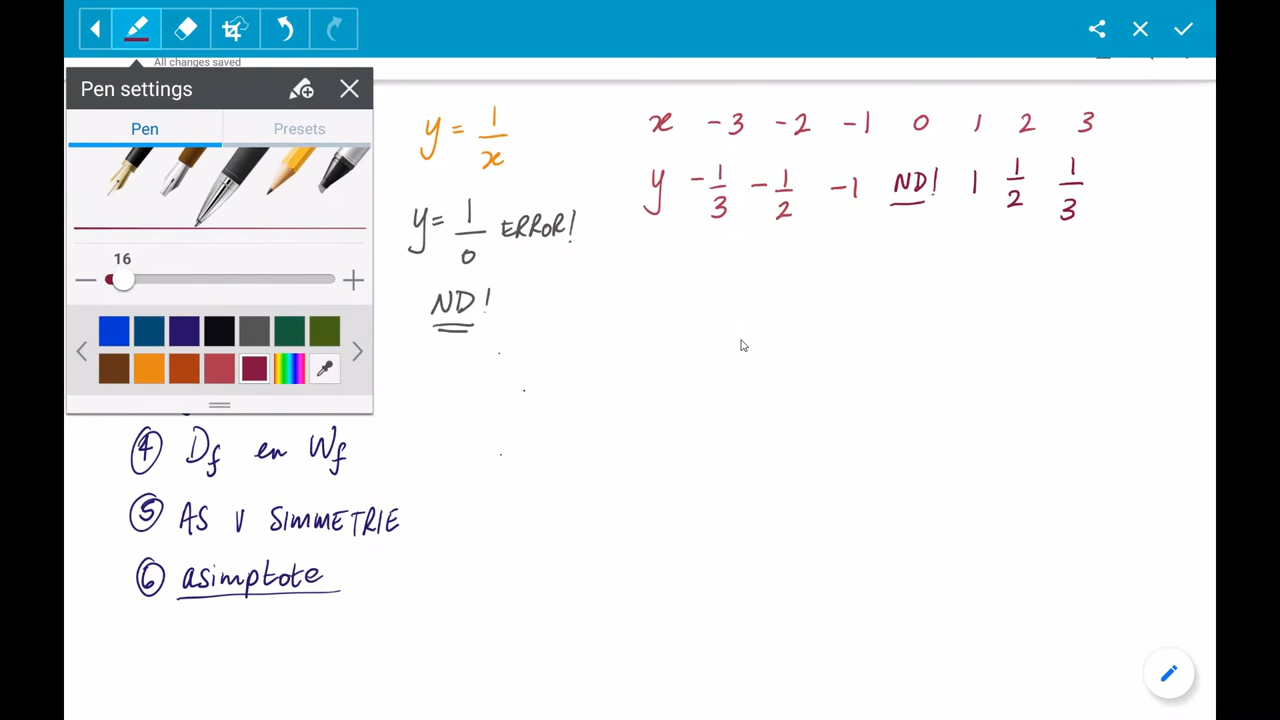 All changes saved
Pen settings
Pen Presets
16
y = 1/x
y = 1/0 ERROR!
ND!
x -3 -2 -1 0 1 2 3
y -1/3 -1/2 -1 ND! 1 1/2 1/3
④ Df en Wf
⑤ AS V SIMMETRIE
⑥ asimptote